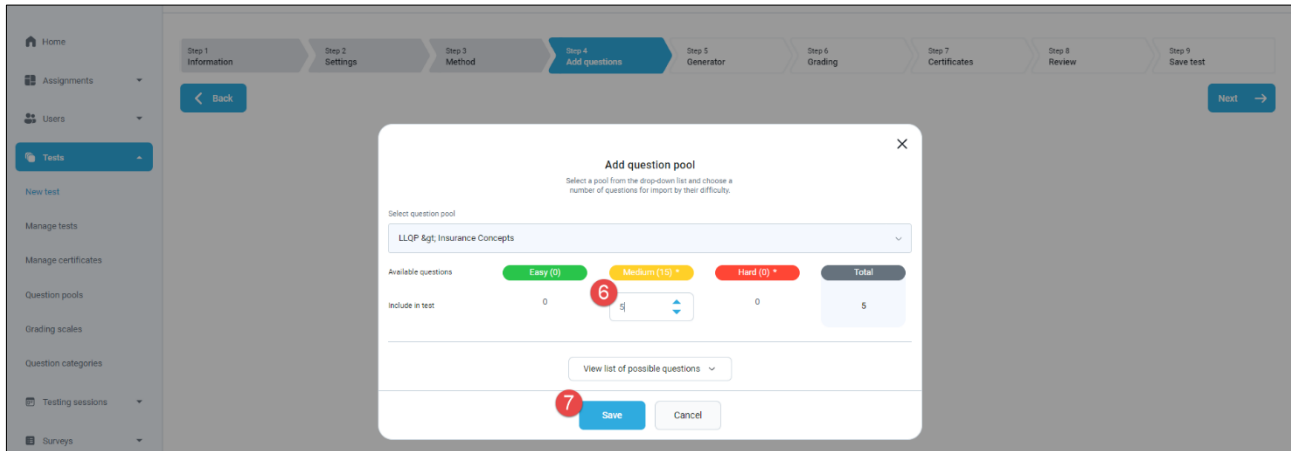 Home
Assignments
Users
Tests
New test
Manage tests
Manage certificates
Question pools
Grading scales
Question categories
Testing sessions
Surveys
Step 1
Information
Step 2
Settings
Step 3
Method
Step 4
Add questions
Step 5
Generator
Step 6
Grading
Step 7
Certificates
Step 8
Review
Step 9
Save test
Back
Next
Add question pool
Select a pool from the drop-down list and choose a
number of questions for import by their difficulty.
Select question pool
LLQP &gt; Insurance Concepts
Available questions Easy (0) Medium (15) * Hard (0) * Total
6
Include in test 0 5 0 5
View list of possible questions
7
Save Cancel